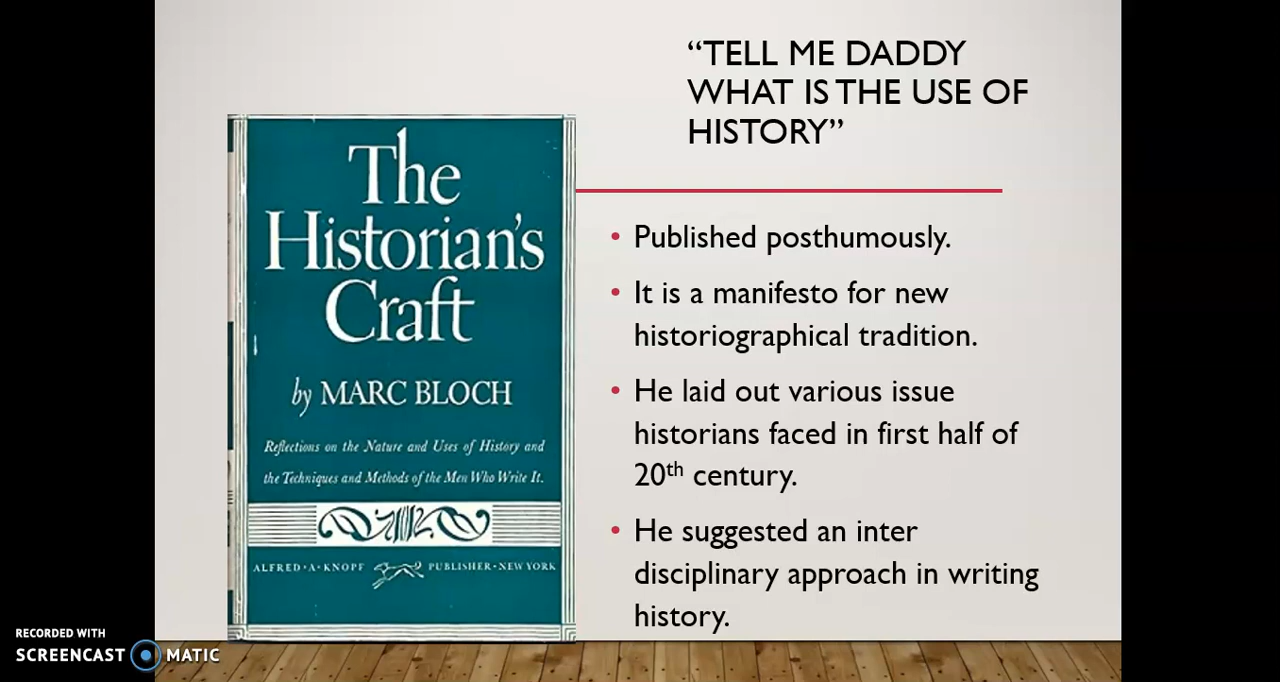 “TELL ME DADDY
WHAT IS THE USE OF
HISTORY”
The
Historian's
Craft
by MARC BLOCH
Reflections on the Nature and Uses of History and
the Techniques and Methods of the Men Who Write It.
ALFRED·A·KNOPF PUBLISHER·NEW YORK
• Published posthumously.
• It is a manifesto for new
historiographical tradition.
• He laid out various issue
historians faced in first half of
20th century.
• He suggested an inter
disciplinary approach in writing
history.
RECORDED WITH
SCREENCAST MATIC